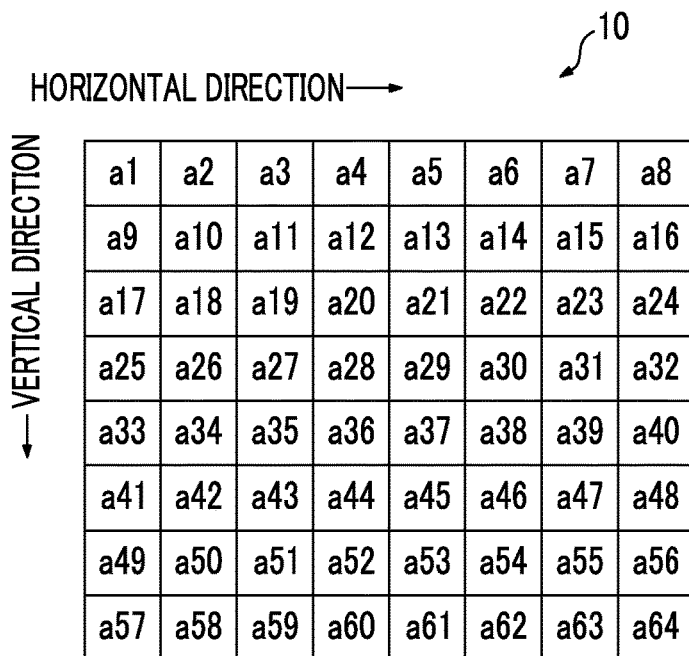 10
HORIZONTAL DIRECTION
VERTICAL DIRECTION
a1 a2 a3 a4 a5 a6 a7 a8
a9 a10 a11 a12 a13 a14 a15 a16
a17 a18 a19 a20 a21 a22 a23 a24
a25 a26 a27 a28 a29 a30 a31 a32
a33 a34 a35 a36 a37 a38 a39 a40
a41 a42 a43 a44 a45 a46 a47 a48
a49 a50 a51 a52 a53 a54 a55 a56
a57 a58 a59 a60 a61 a62 a63 a64